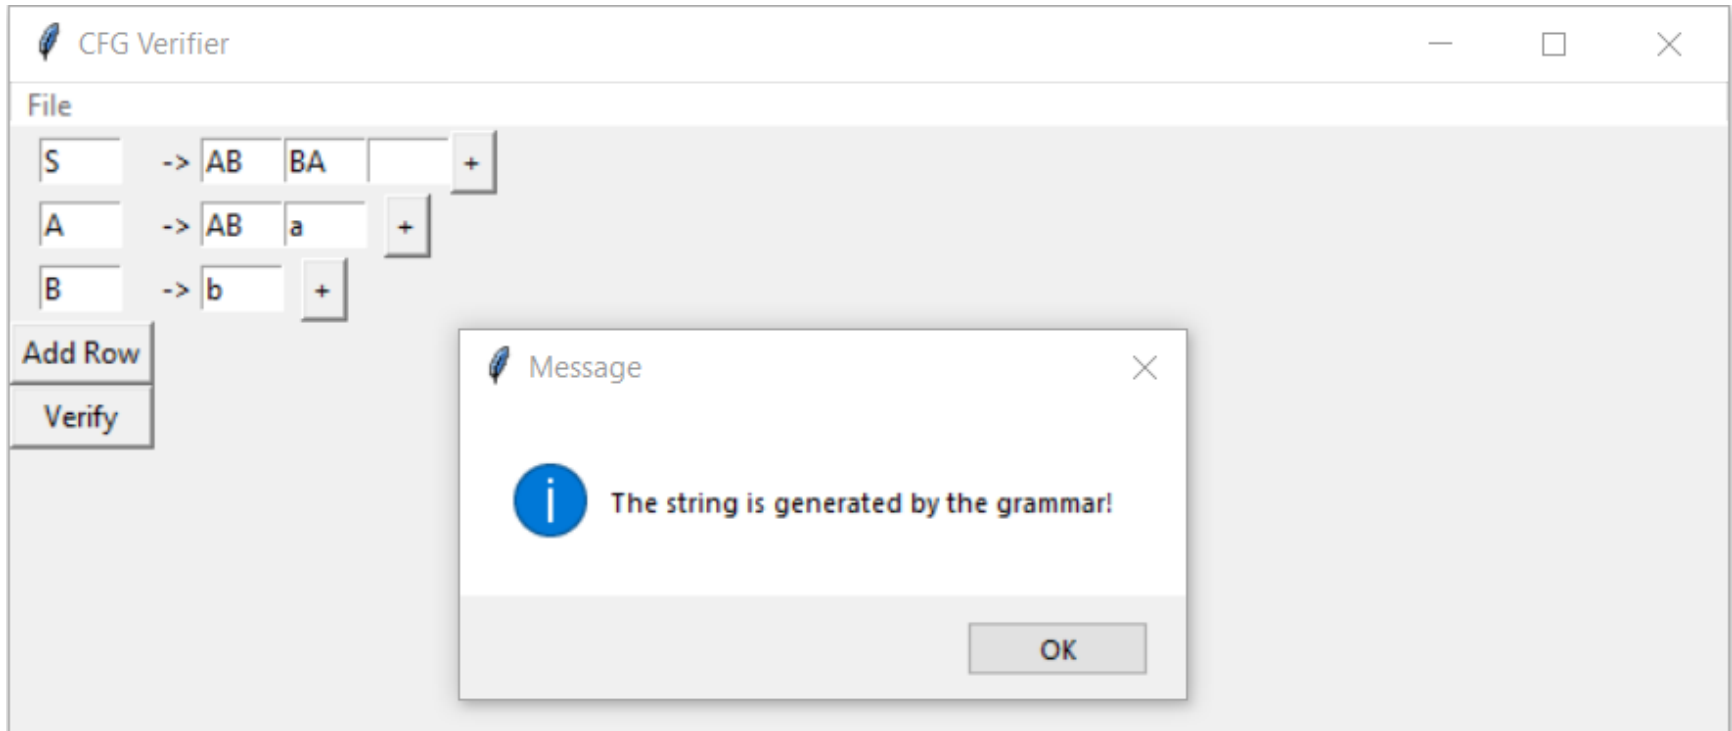 CFG Verifier
File
S -> AB BA +
A -> AB a +
B -> b +
Add Row
Verify
Message
The string is generated by the grammar!
OK